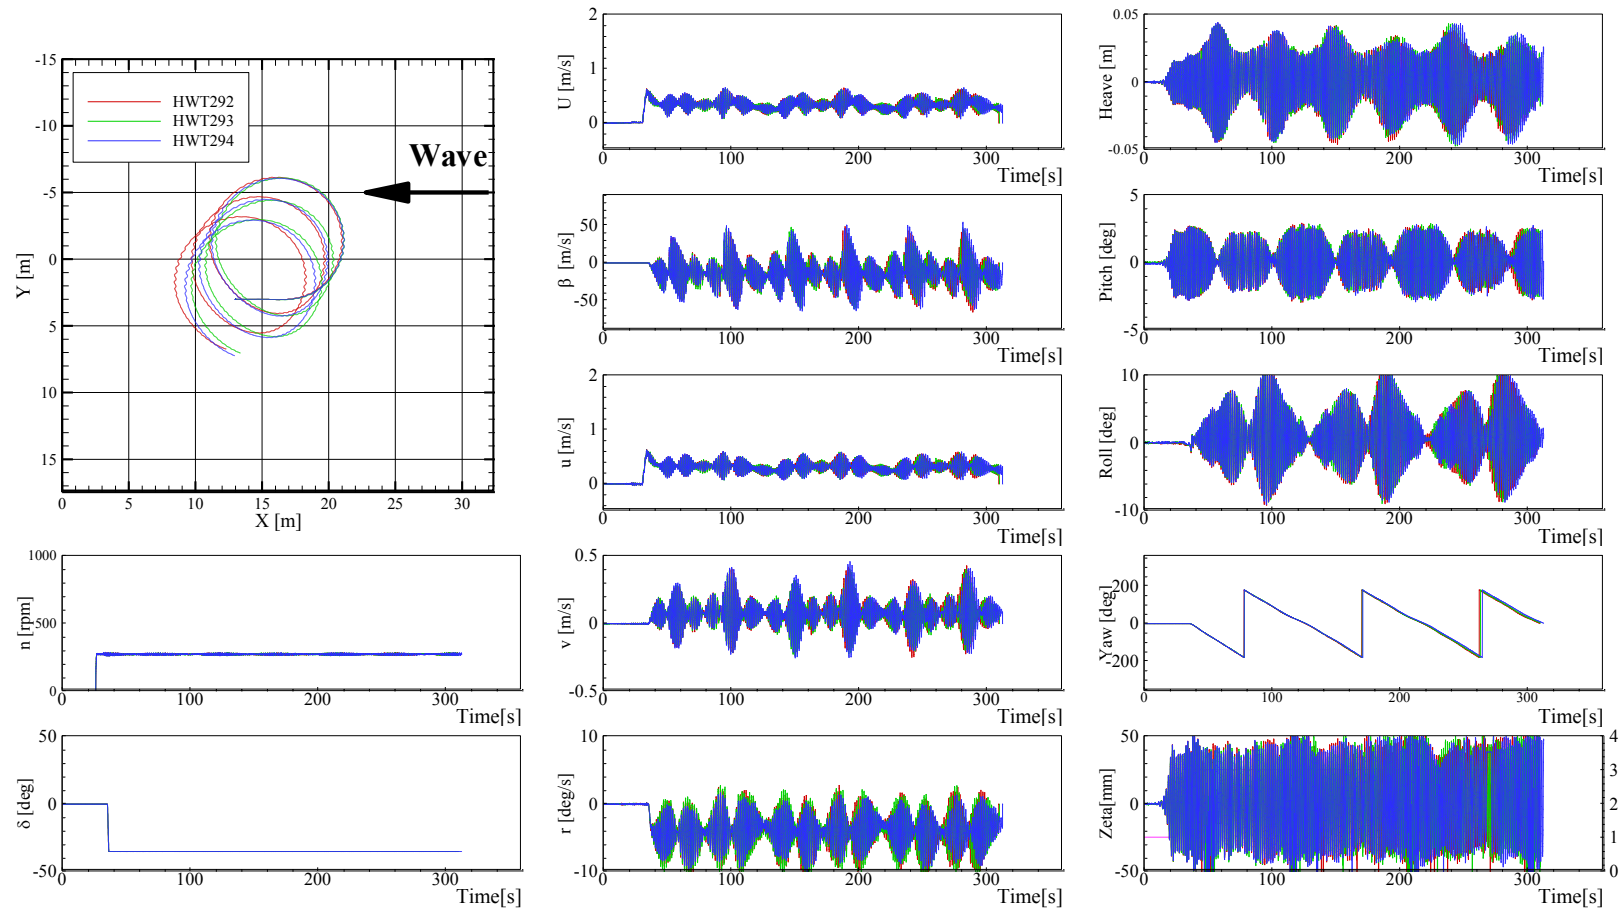 -15
-10
-5
0
5
10
15
Y [m]
HWT292
HWT293
HWT294
Wave
0 5 10 15 20 25 30
X [m]
2
1
0
U [m/s]
0 100 200 300
Time[s]
0.05
0
-0.05
Heave [m]
0 100 200 300
Time[s]
50
0
-50
β [m/s]
0 100 200 300
Time[s]
5
0
-5
Pitch [deg]
0 100 200 300
Time[s]
2
1
0
u [m/s]
0 100 200 300
Time[s]
10
0
-10
Roll [deg]
0 100 200 300
Time[s]
1000
500
0
n [rpm]
0 100 200 300
Time[s]
0.5
0
-0.5
v [m/s]
0 100 200 300
Time[s]
200
0
-200
Yaw [deg]
0 100 200 300
Time[s]
50
0
-50
δ [deg]
0 100 200 300
Time[s]
10
0
-10
r [deg/s]
0 100 200 300
Time[s]
50
0
-50
Zeta[mm]
4
3
2
1
0
0 100 200 300
Time[s]